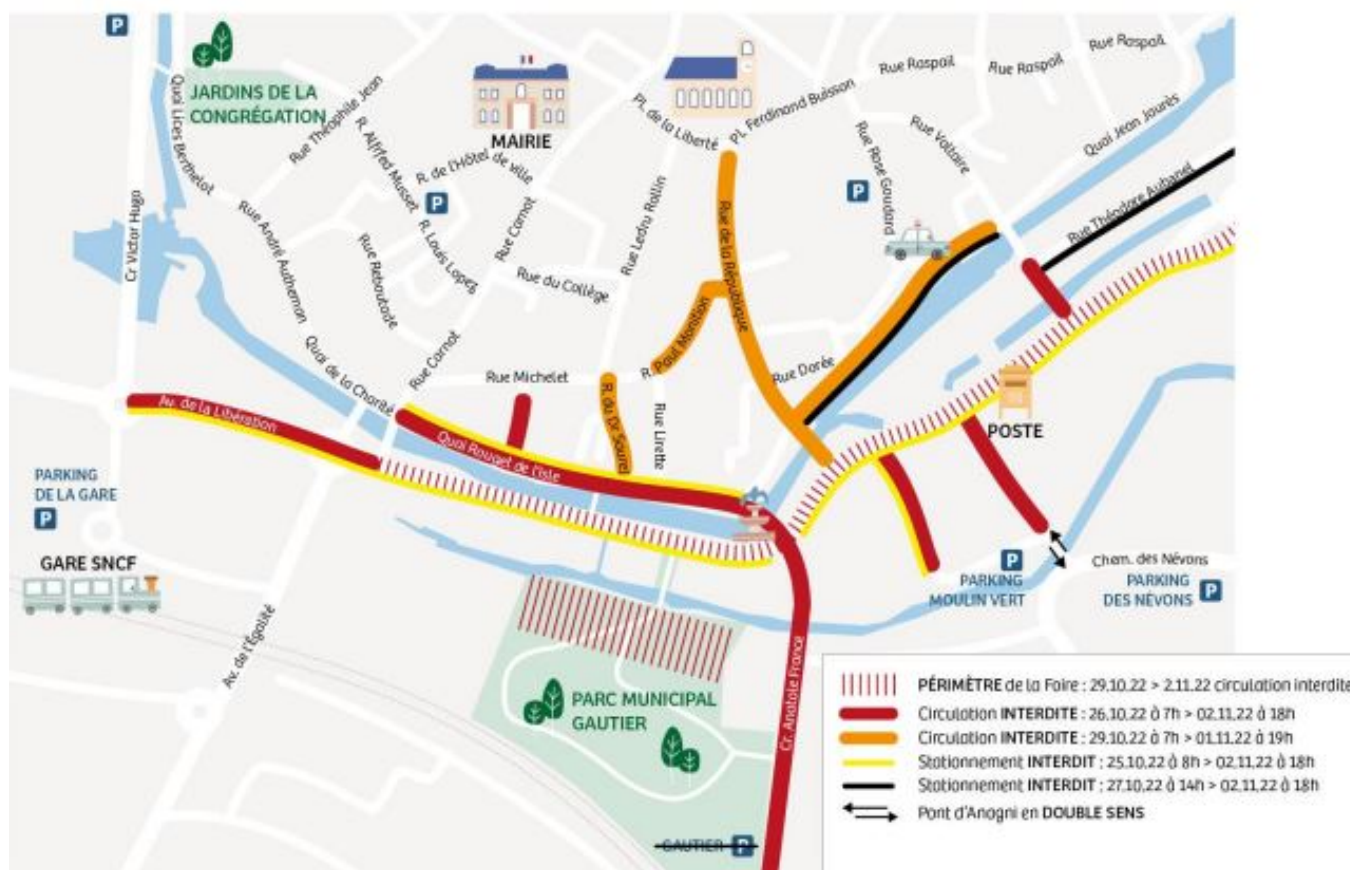 P
JARDINS DE LA
CONGRÉGATION
Quai Lices Berthelot
Cr Victor Hugo
Rue Théophile Jean
R. Alfred Musset
R. de l'Hôtel de ville
MAIRIE
P
R. Louis Lopez
Rue André Autheman
Rue Reboutade
Rue Carnot
Rue Carnot
Rue du Collège
Rue Ledru Rollin
Pl. de la Liberté
Pl. Ferdinand Buisson
Rue Raspail
Rue Raspail
Rue Raspail
Rue Voltaire
Quai Jean Jaurès
Rue Rose Goudard
P
Rue Théodore Aubanel
Rue de la République
R. Paul Montion
Rue Dorée
Quai de la Charité
Rue Michelet
R. du Dr Sourel
Rue Lirette
Av. de la Libération
Quai Rouget de l'isle
POSTE
PARKING
DE LA GARE
P
GARE SNCF
Av. de l'Égalité
P
PARKING
MOULIN VERT
Chem. des Névons
PARKING
DES NÉVONS
P
PARC MUNICIPAL
GAUTIER
Cr. Anatole France
GAUTIER P
PÉRIMÈTRE de la Foire : 29.10.22 > 2.11.22 circulation interdite
Circulation INTERDITE : 26.10.22 à 7h > 02.11.22 à 18h
Circulation INTERDITE : 29.10.22 à 7h > 01.11.22 à 19h
Stationnement INTERDIT : 25.10.22 à 8h > 02.11.22 à 18h
Stationnement INTERDIT : 27.10.22 à 14h > 02.11.22 à 18h
Pont d'Anagni en DOUBLE SENS